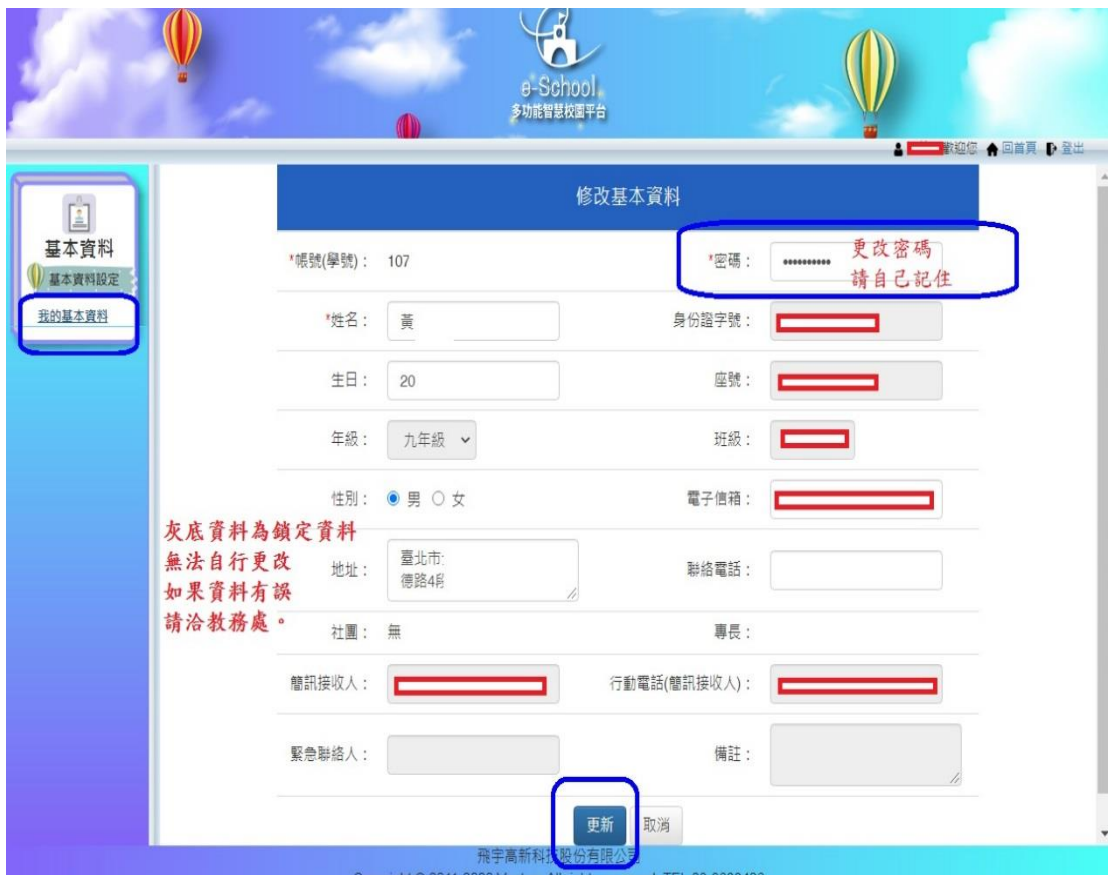 e-School
多功能智慧校園平台
歡迎您 回首頁 登出
基本資料
基本資料設定
我的基本資料
修改基本資料
*帳號(學號)： 107
*密碼： ••••••••••
更改密碼
請自己記住
*姓名： 黃
身份證字號：
生日： 20
座號：
年級： 九年級
班級：
性別： 男 女
電子信箱：
灰底資料為鎖定資料
無法自行更改
如果資料有誤
請洽教務處。
地址： 臺北市
德路4段
聯絡電話：
社團： 無
專長：
簡訊接收人：
行動電話(簡訊接收人)：
緊急聯絡人：
備註：
更新 取消
飛宇高新科技股份有限公司